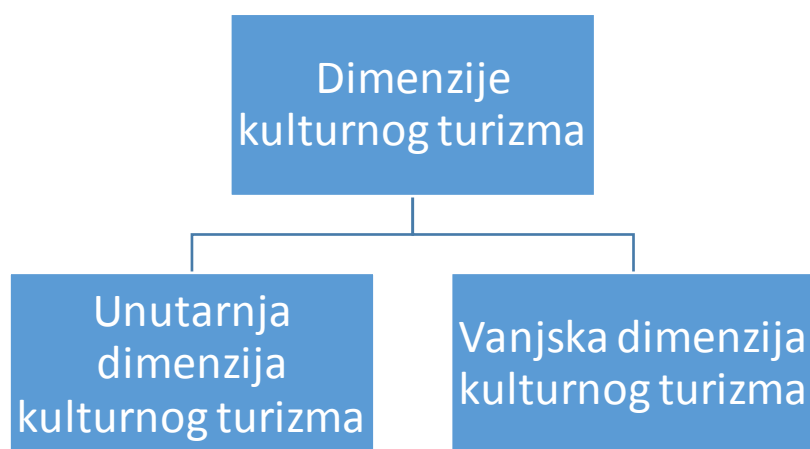 Dimenzije
kulturnog turizma
Unutarnja
dimenzija
kulturnog turizma
Vanjska dimenzija
kulturnog turizma